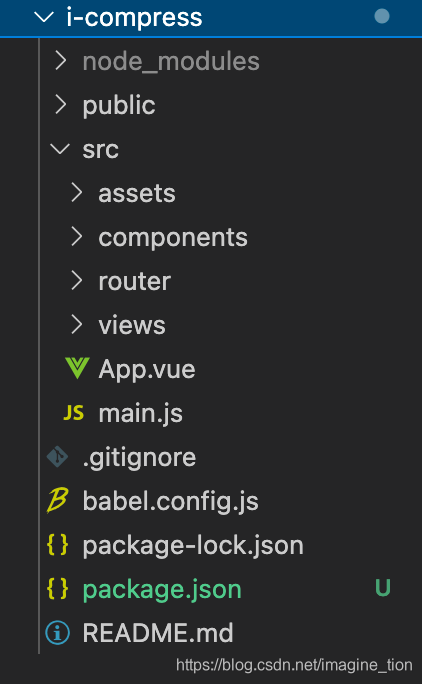 i-compress
node_modules
public
src
assets
components
router
views
App.vue
JS main.js
.gitignore
babel.config.js
{} package-lock.json
{} package.json U
README.md
https://blog.csdn.net/imagine_tion